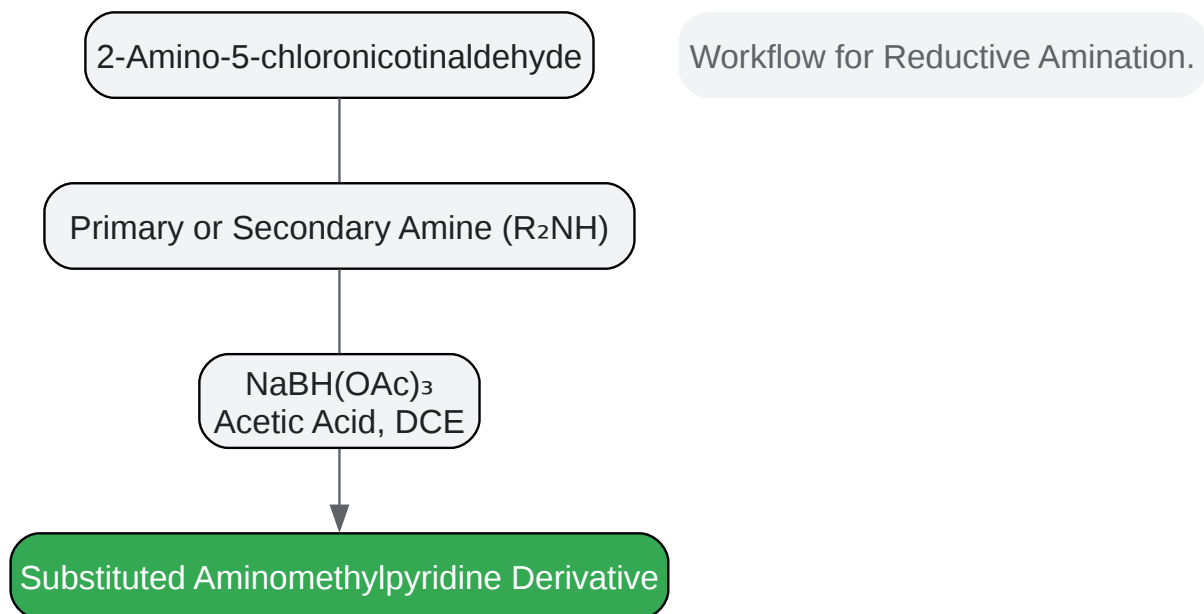 2-Amino-5-chloronicotinaldehyde
Workflow for Reductive Amination.
Primary or Secondary Amine (R₂NH)
NaBH(OAc)₃
Acetic Acid, DCE
Substituted Aminomethylpyridine Derivative